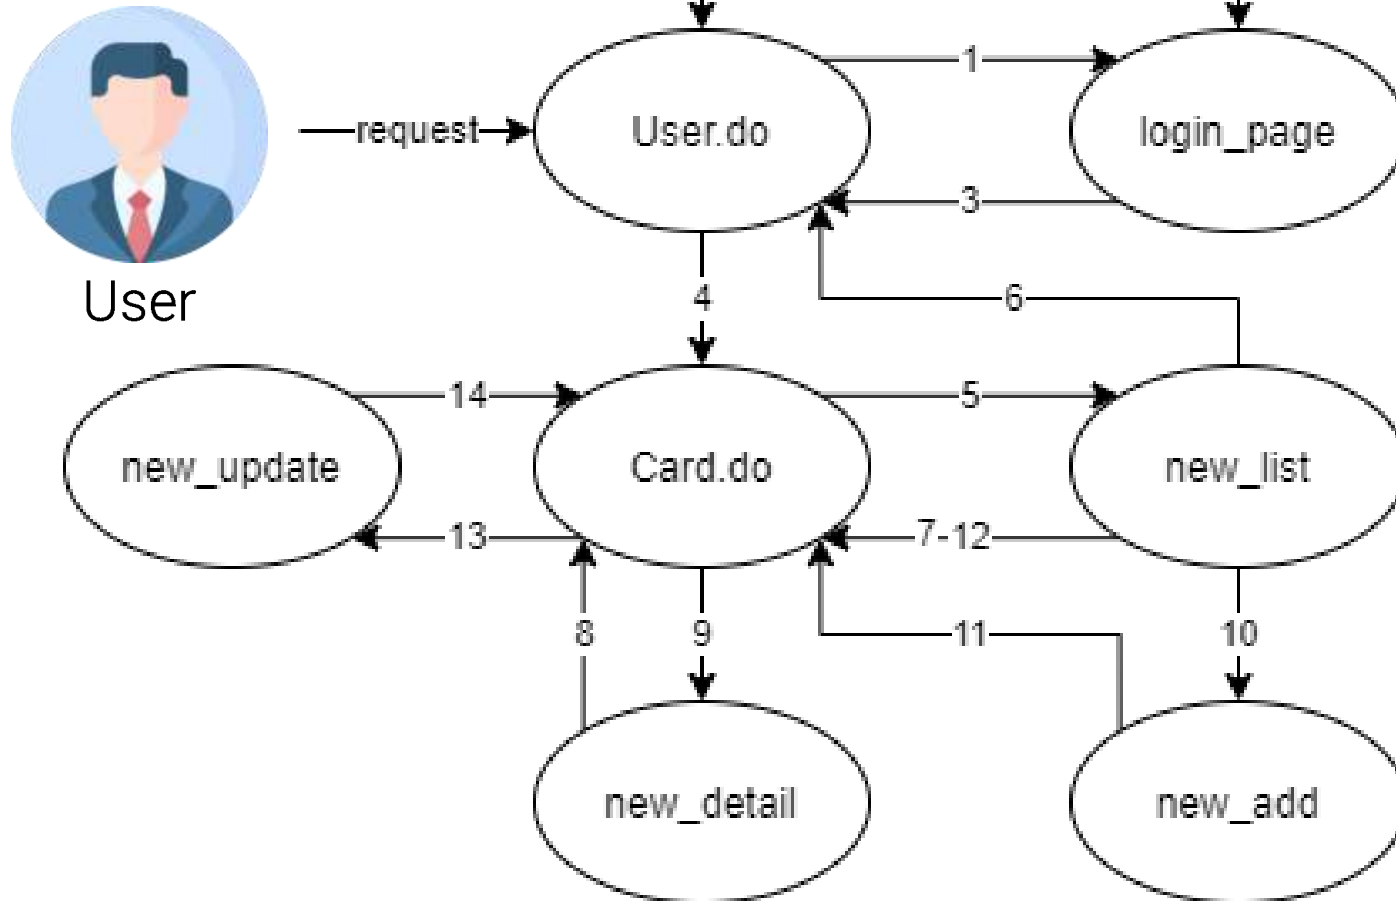 1
request
User.do
login_page
3
User
4
6
14
5
new_update
Card.do
new_list
13
7-12
8
9
11
10
new_detail
new_add